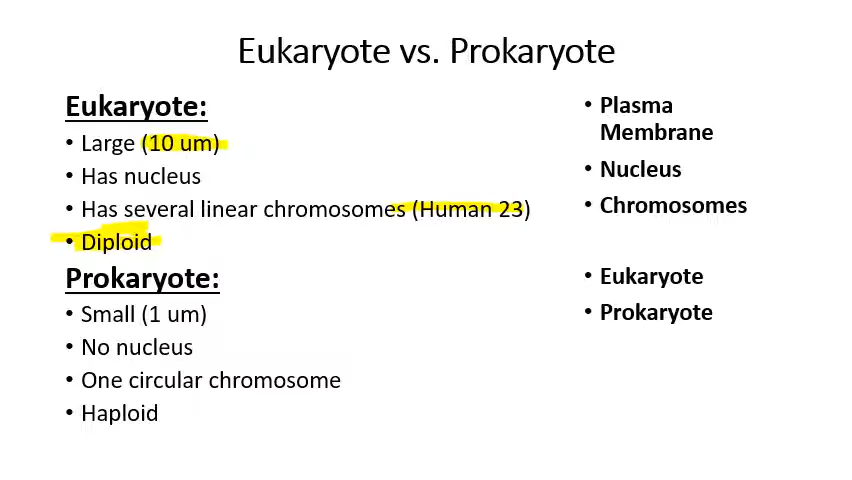 Eukaryote vs. Prokaryote
Eukaryote:
• Large (10 um)
• Has nucleus
• Has several linear chromosomes (Human 23)
• Diploid
Prokaryote:
• Small (1 um)
• No nucleus
• One circular chromosome
• Haploid
• Plasma
Membrane
• Nucleus
• Chromosomes
• Eukaryote
• Prokaryote